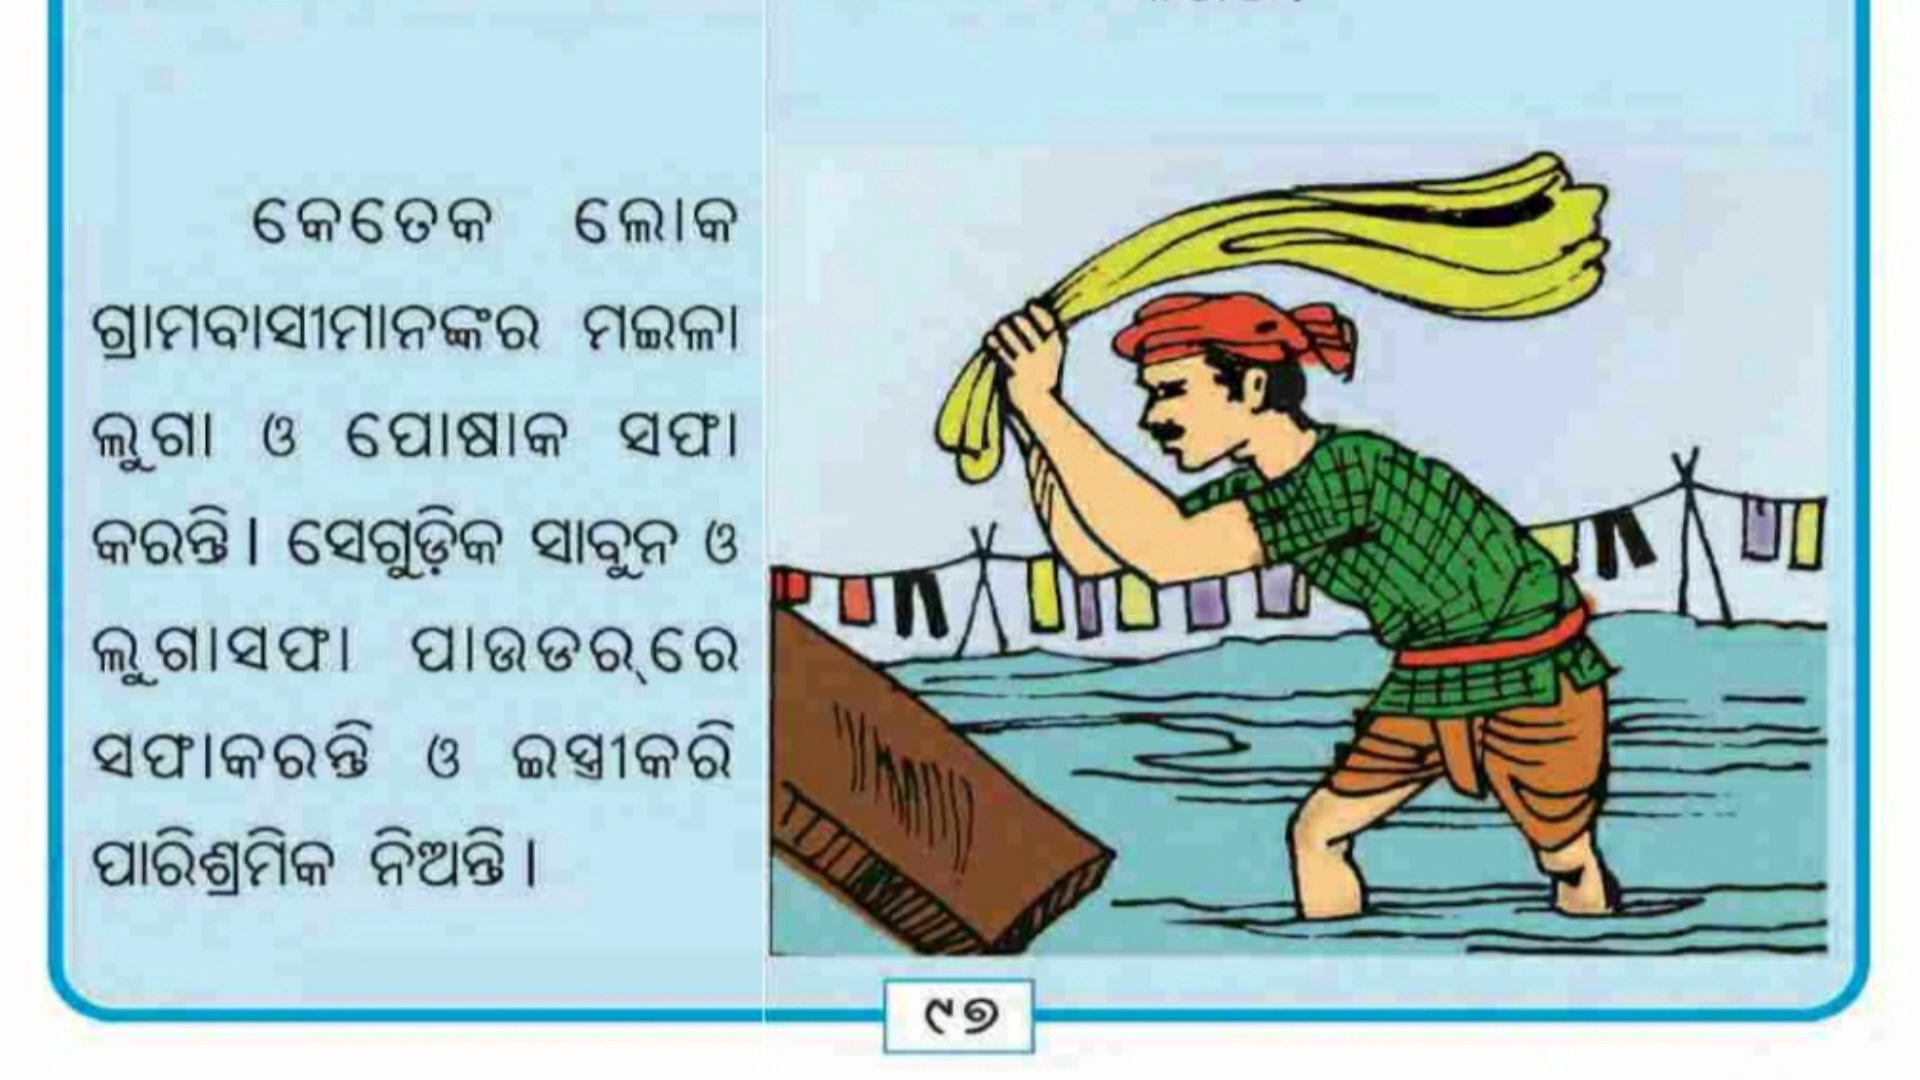 କେତେକ ଲୋକ
ଗ୍ରାମବାସୀମାନଙ୍କର ମଇଳା
ଲୁଗା ଓ ପୋଷାକ ସଫା
କରନ୍ତି। ସେଗୁଡ଼ିକ ସାବୁନ ଓ
ଲୁଗାସଫା ପାଉଡର୍‌ରେ
ସଫାକରନ୍ତି ଓ ଇସ୍ତ୍ରୀକରି
ପାରିଶ୍ରମିକ ନିଅନ୍ତି।
୯୭